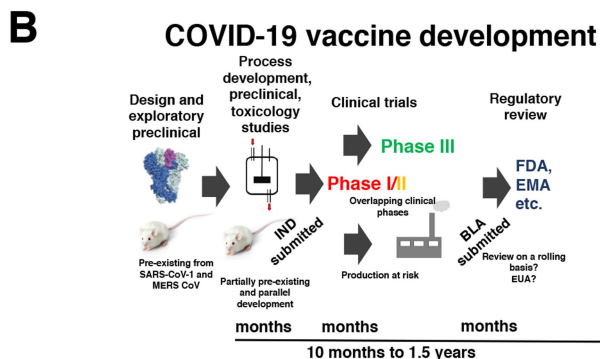 B
COVID-19 vaccine development
Design and
exploratory
preclinical
Process
development,
preclinical,
toxicology
studies
Clinical trials
Regulatory
review
Phase III
Phase I/II
Overlapping clinical
phases
FDA,
EMA
etc.
IND
submitted
BLA
submitted
Pre-existing from
SARS-CoV-1 and
MERS CoV
Partially pre-existing
and parallel
development
Production at risk
Review on a rolling
basis?
EUA?
months
months
months
10 months to 1.5 years